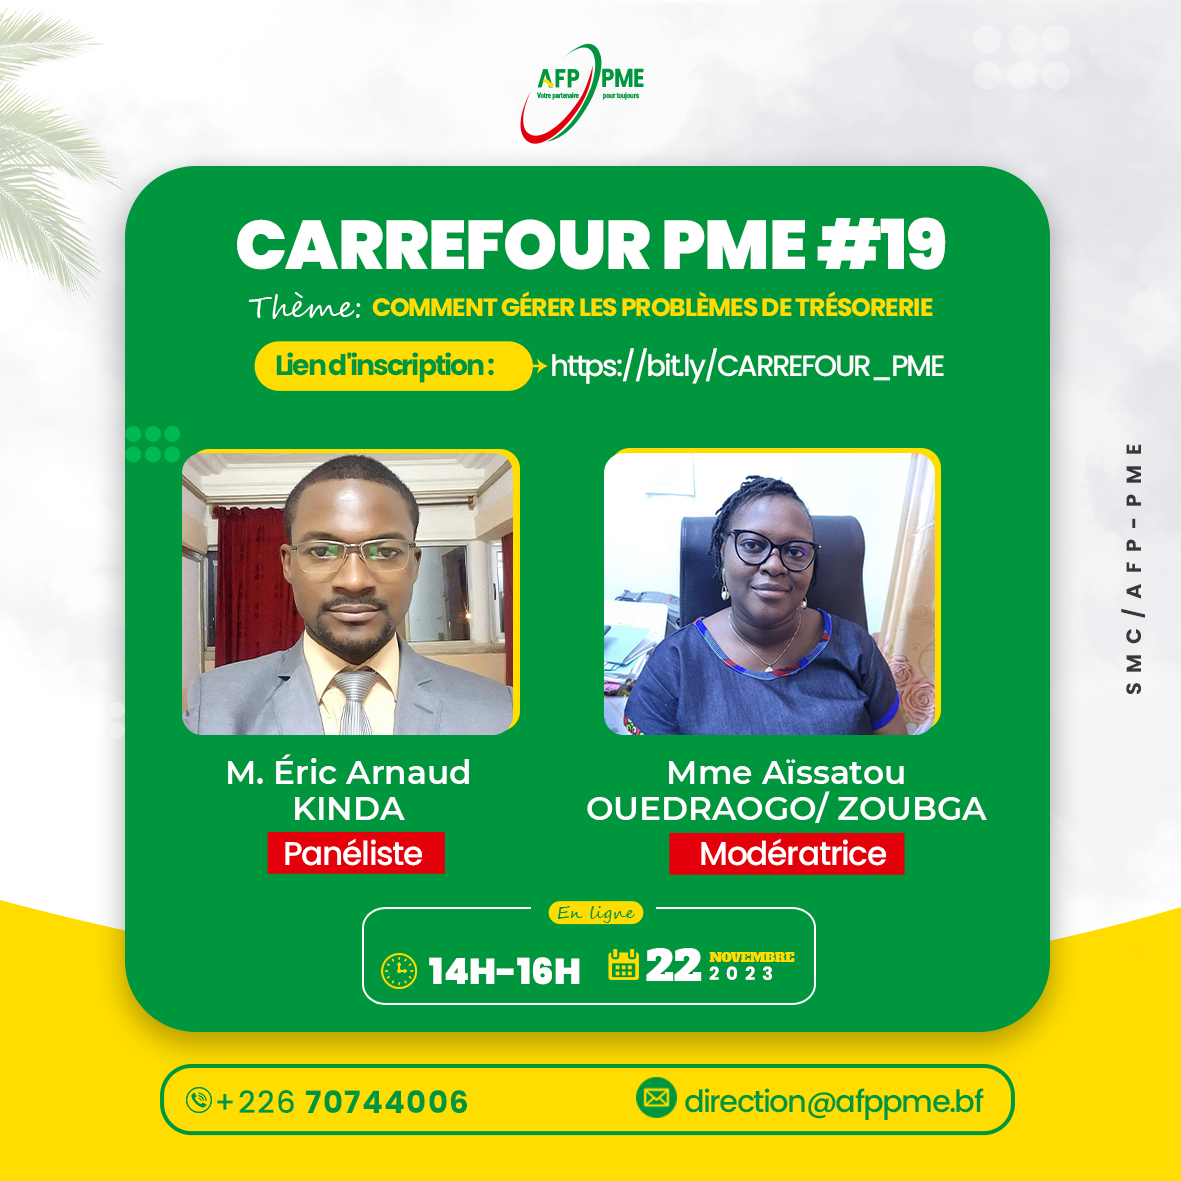 AFP PME
Votre partenaire pour toujours
CARREFOUR PME #19
Thème: COMMENT GÉRER LES PROBLÈMES DE TRÉSORERIE
Lien d'inscription : https://bit.ly/CARREFOUR_PME
M. Éric Arnaud
KINDA
Panéliste
Mme Aïssatou
OUEDRAOGO/ ZOUBGA
Modératrice
En ligne
14H-16H
22 NOVEMBRE
2023
+226 70744006
direction@afppme.bf
SMC/AFP-PME